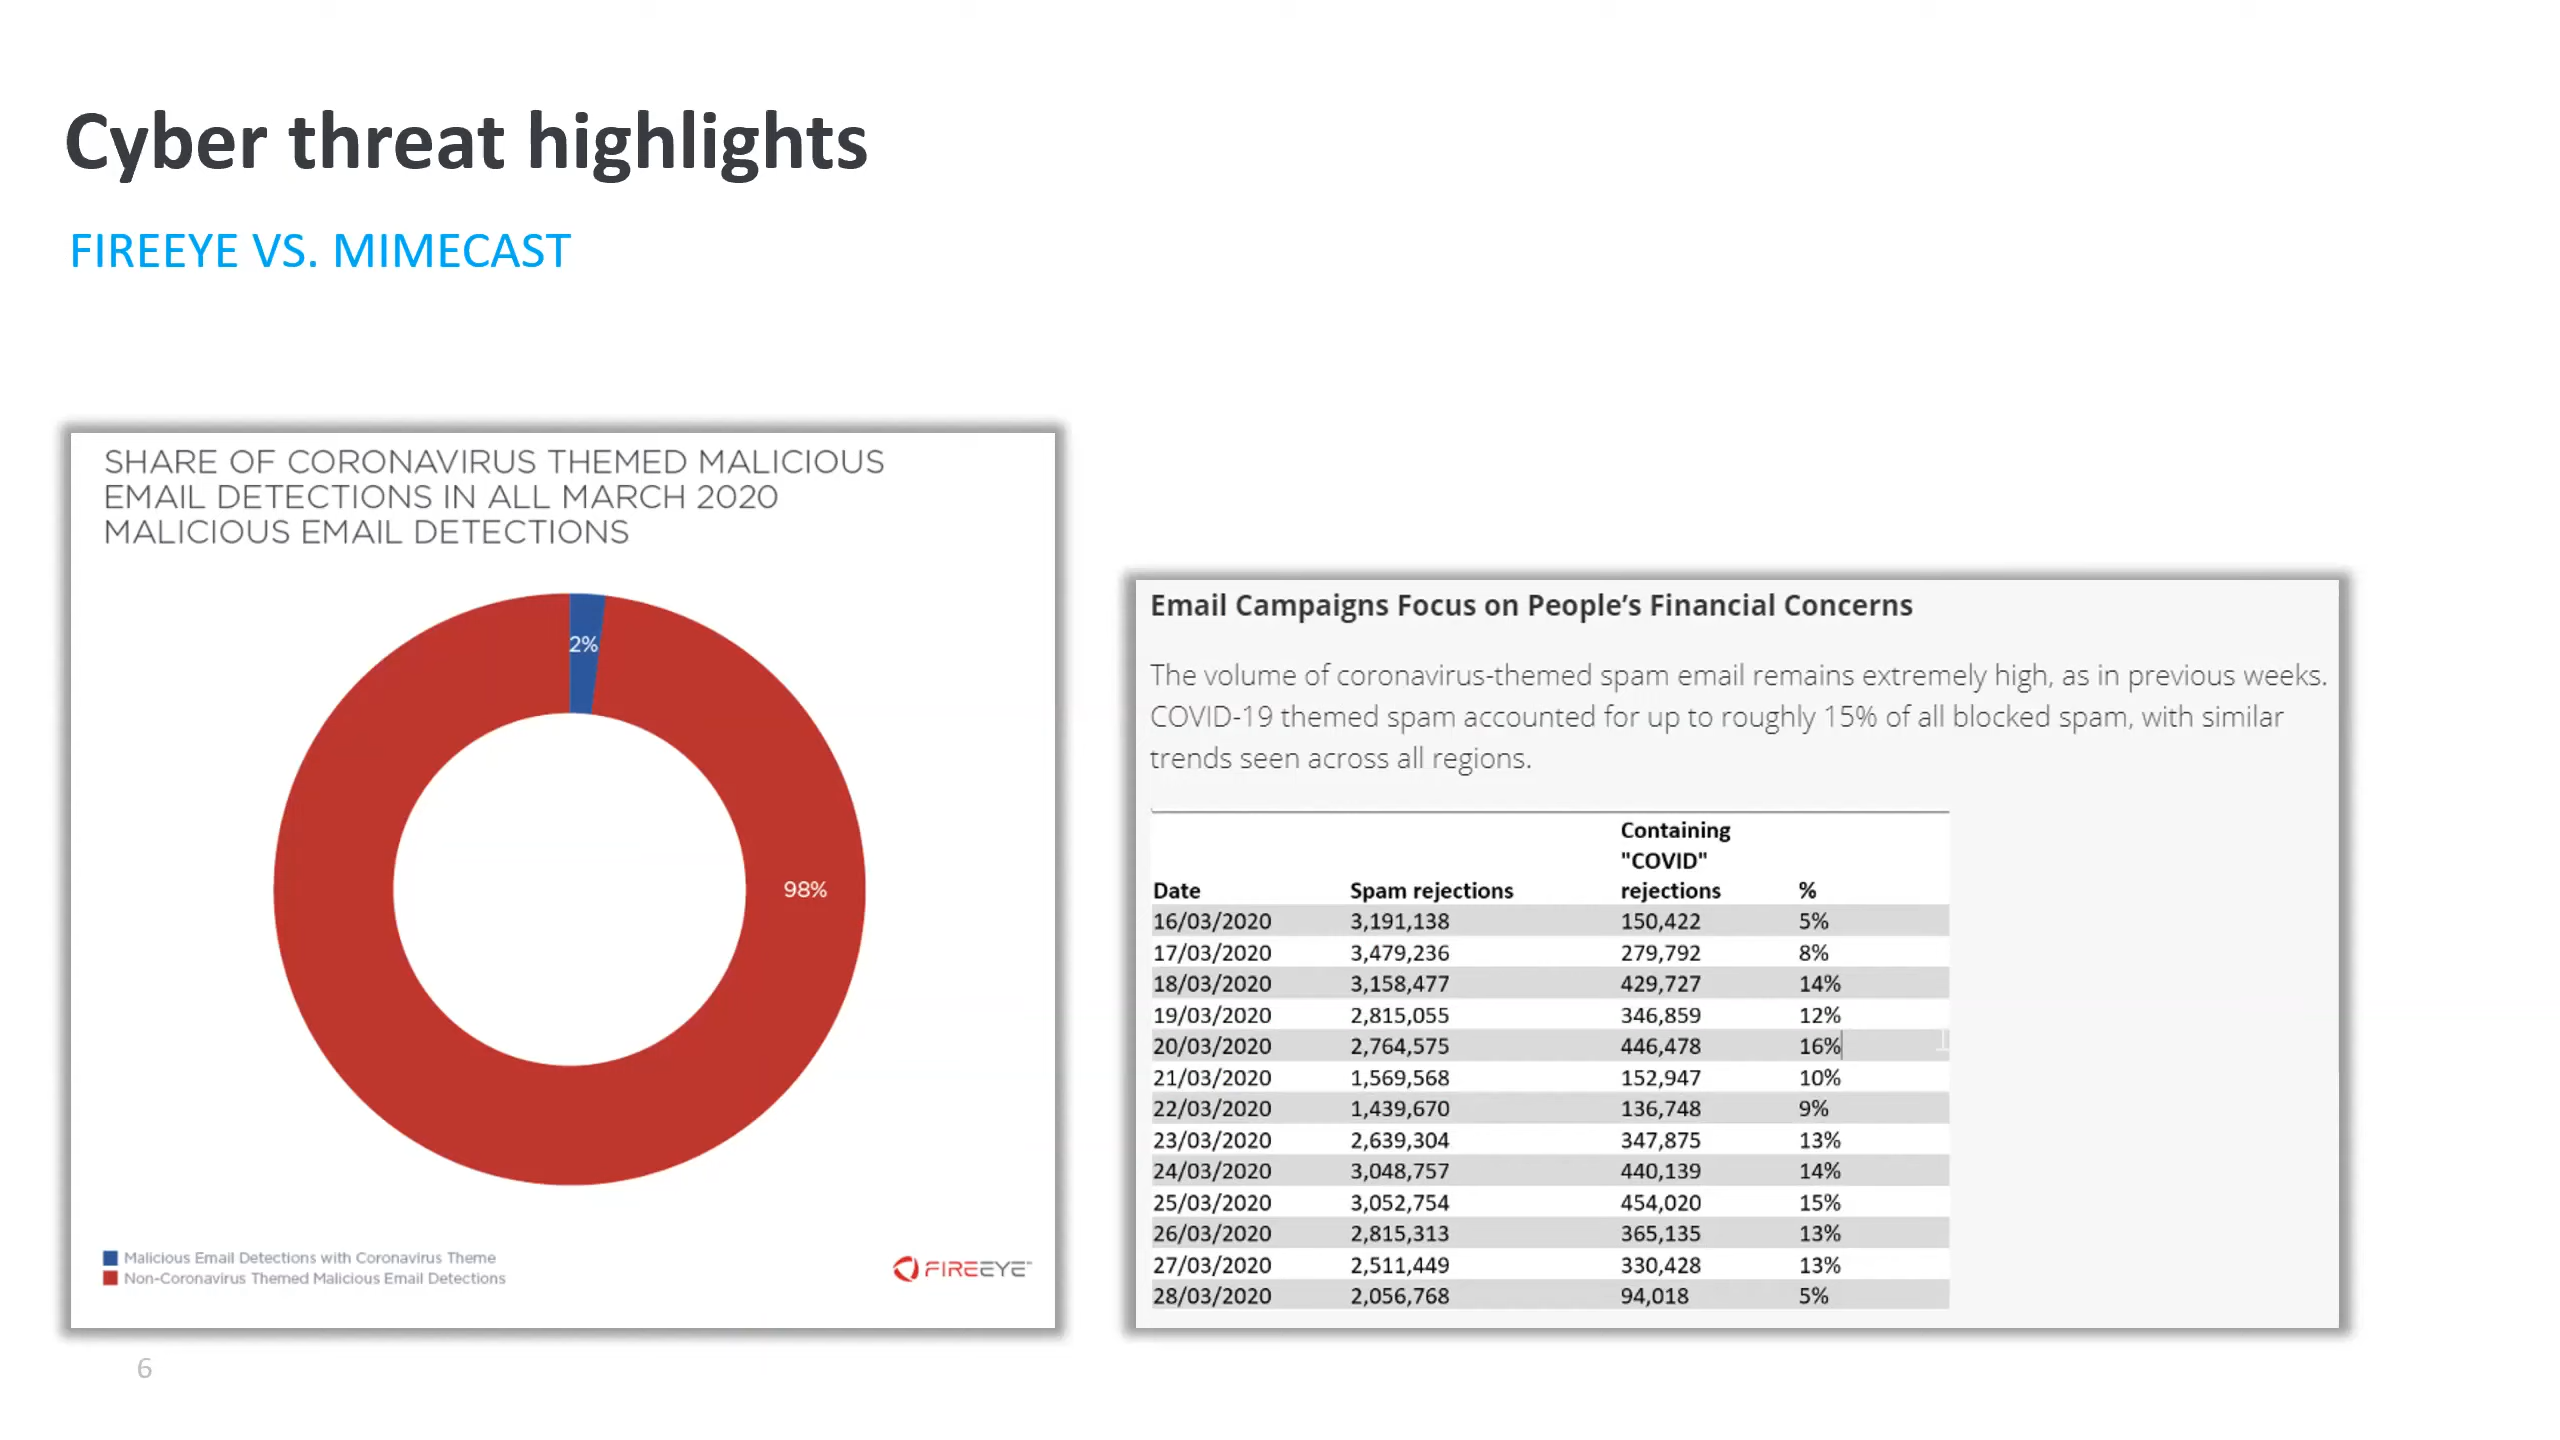 Cyber threat highlights
FIREEYE VS. MIMECAST
SHARE OF CORONAVIRUS THEMED MALICIOUS
EMAIL DETECTIONS IN ALL MARCH 2020
MALICIOUS EMAIL DETECTIONS
2%
98%
Malicious Email Detections with Coronavirus Theme
Non-Coronavirus Themed Malicious Email Detections
FIREEYE™
Email Campaigns Focus on People’s Financial Concerns
The volume of coronavirus-themed spam email remains extremely high, as in previous weeks.
COVID-19 themed spam accounted for up to roughly 15% of all blocked spam, with similar
trends seen across all regions.
Containing
"COVID"
Date Spam rejections rejections %
16/03/2020 3,191,138 150,422 5%
17/03/2020 3,479,236 279,792 8%
18/03/2020 3,158,477 429,727 14%
19/03/2020 2,815,055 346,859 12%
20/03/2020 2,764,575 446,478 16%
21/03/2020 1,569,568 152,947 10%
22/03/2020 1,439,670 136,748 9%
23/03/2020 2,639,304 347,875 13%
24/03/2020 3,048,757 440,139 14%
25/03/2020 3,052,754 454,020 15%
26/03/2020 2,815,313 365,135 13%
27/03/2020 2,511,449 330,428 13%
28/03/2020 2,056,768 94,018 5%
6